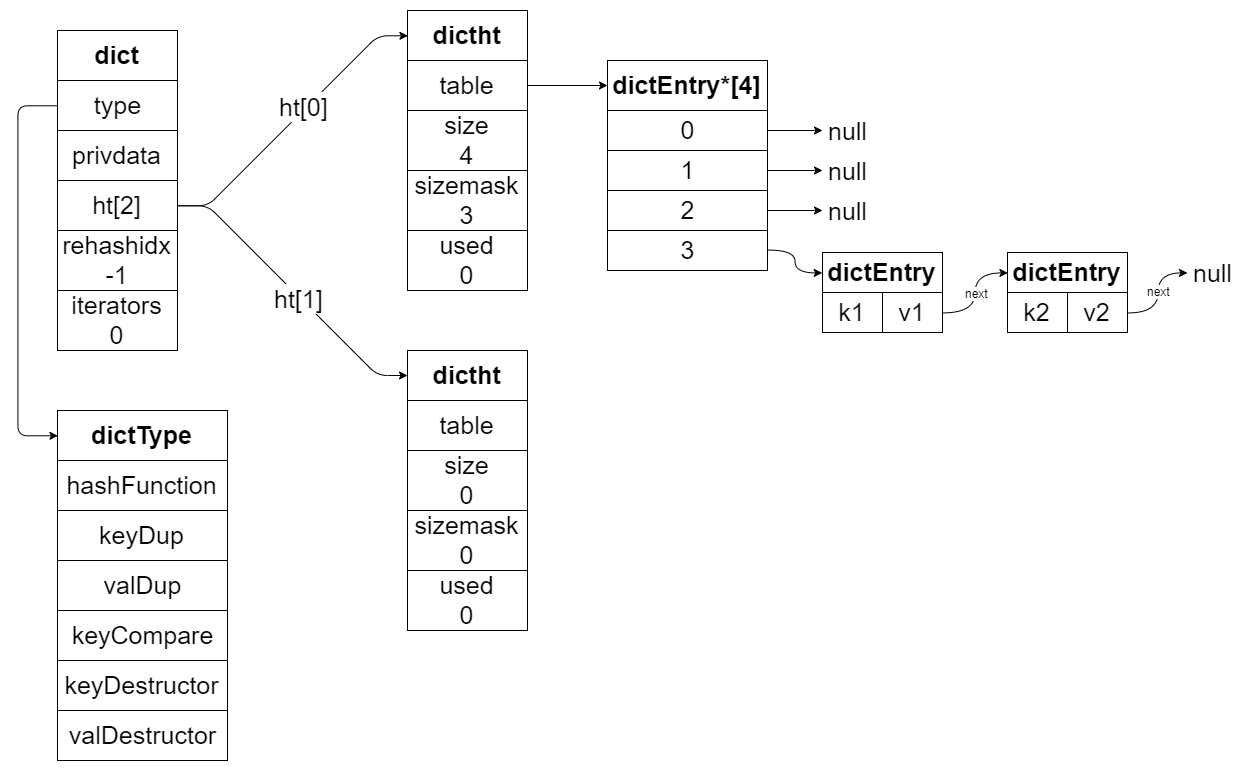 dict
type
privdata
ht[2]
rehashidx
-1
iterators
0
dictType
hashFunction
keyDup
valDup
keyCompare
keyDestructor
valDestructor
ht[0]
ht[1]
dictht
table
size
4
sizemask
3
used
0
dictht
table
size
0
sizemask
0
used
0
dictEntry*[4]
0
null
1
null
2
null
3
dictEntry
k1 v1
next
dictEntry
k2 v2
next
null